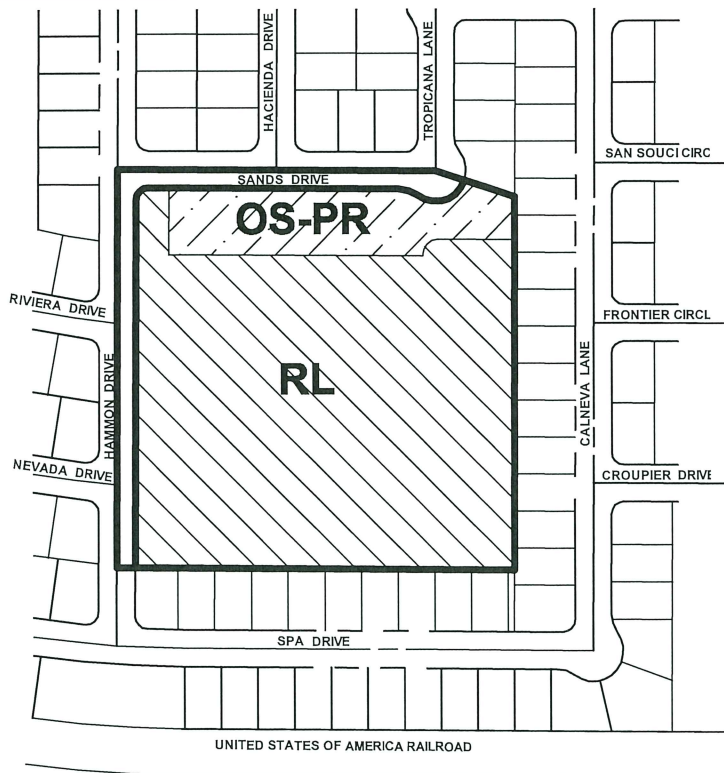 HACIENDA DRIVE
TROPICANA LANE
SAN SOUCI CIRC
SANDS DRIVE
OS-PR
RIVIERA DRIVE
FRONTIER CIRCL
RL
HAMMON DRIVE
CALNEVA LANE
NEVADA DRIVE
CROUPIER DRIVE
SPA DRIVE
UNITED STATES OF AMERICA RAILROAD